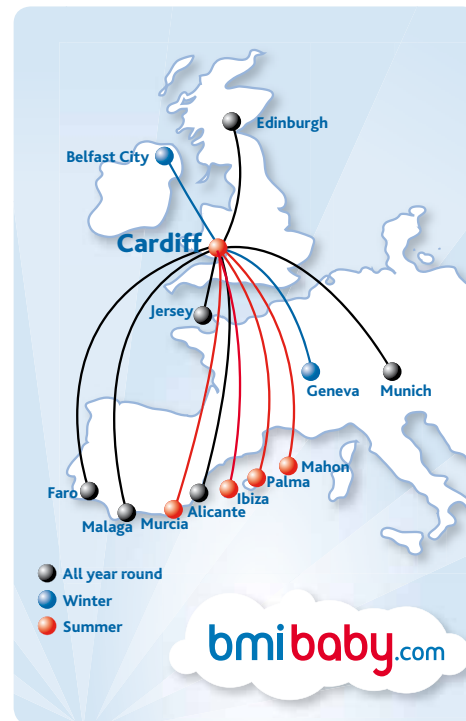 Edinburgh
Belfast City
Cardiff
Jersey
Geneva
Munich
Mahon
Palma
Ibiza
Faro
Alicante
Malaga
Murcia
All year round
Winter
Summer
bmibaby.com